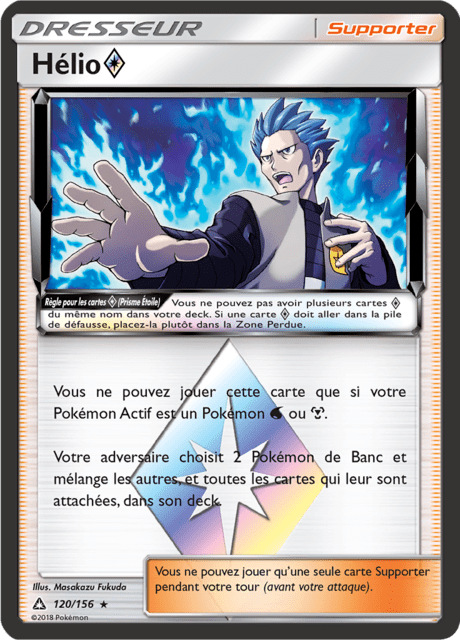 DRESSEUR Supporter
Hélio ◇
Règle pour les cartes ◇ (Prisme Étoile) Vous ne pouvez pas avoir plusieurs cartes ◇
du même nom dans votre deck. Si une carte ◇ doit aller dans la pile
de défausse, placez-la plutôt dans la Zone Perdue.
Vous ne pouvez jouer cette carte que si votre
Pokémon Actif est un Pokémon ou .
Votre adversaire choisit 2 Pokémon de Banc et
mélange les autres, et toutes les cartes qui leur sont
attachées, dans son deck.
Vous ne pouvez jouer qu'une seule carte Supporter
pendant votre tour (avant votre attaque).
Illus. Masakazu Fukuda
120/156 ★
©2018 Pokémon